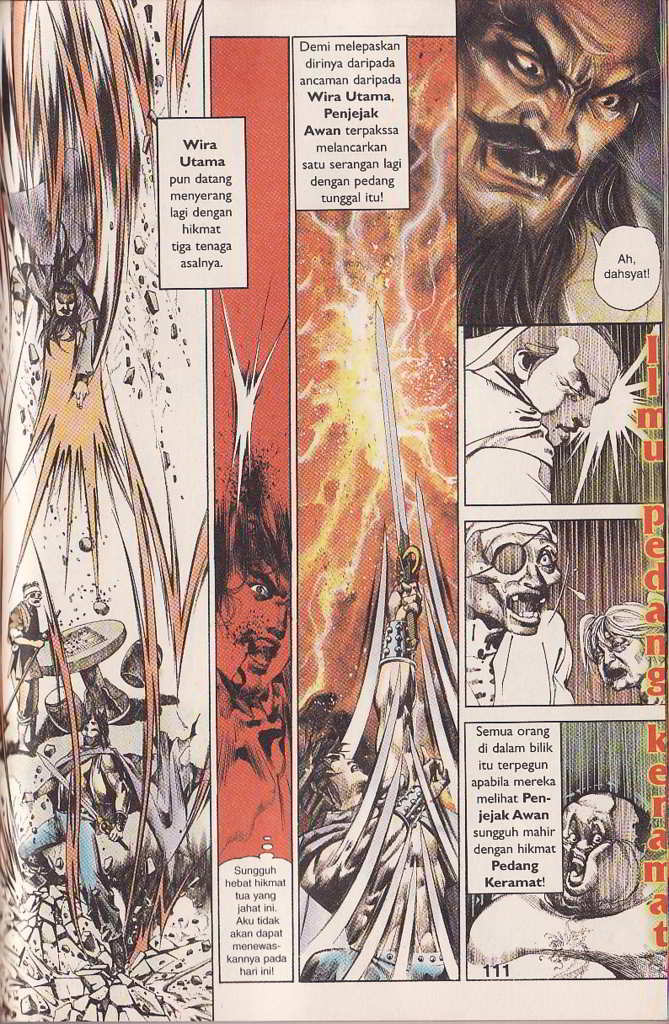 Wira
Utama
pun datang
menyerang
lagi dengan
hikmat
tiga tenaga
asalnya.
Sungguh
hebat hikmat
tua yang
jahat ini.
Aku tidak
akan dapat
menewas-
kannya pada
hari ini!
Demi melepaskan
dirinya daripada
ancaman daripada
Wira Utama,
Penjejak
Awan terpakssa
melancarkan
satu serangan lagi
dengan pedang
tunggal itu!
Ah,
dahsyat!
Ilmu pedang keramat
Semua orang
di dalam bilik
itu terpegun
apabila mereka
melihat Pen-
jejak Awan
sungguh mahir
dengan hikmat
Pedang
Keramat!
111